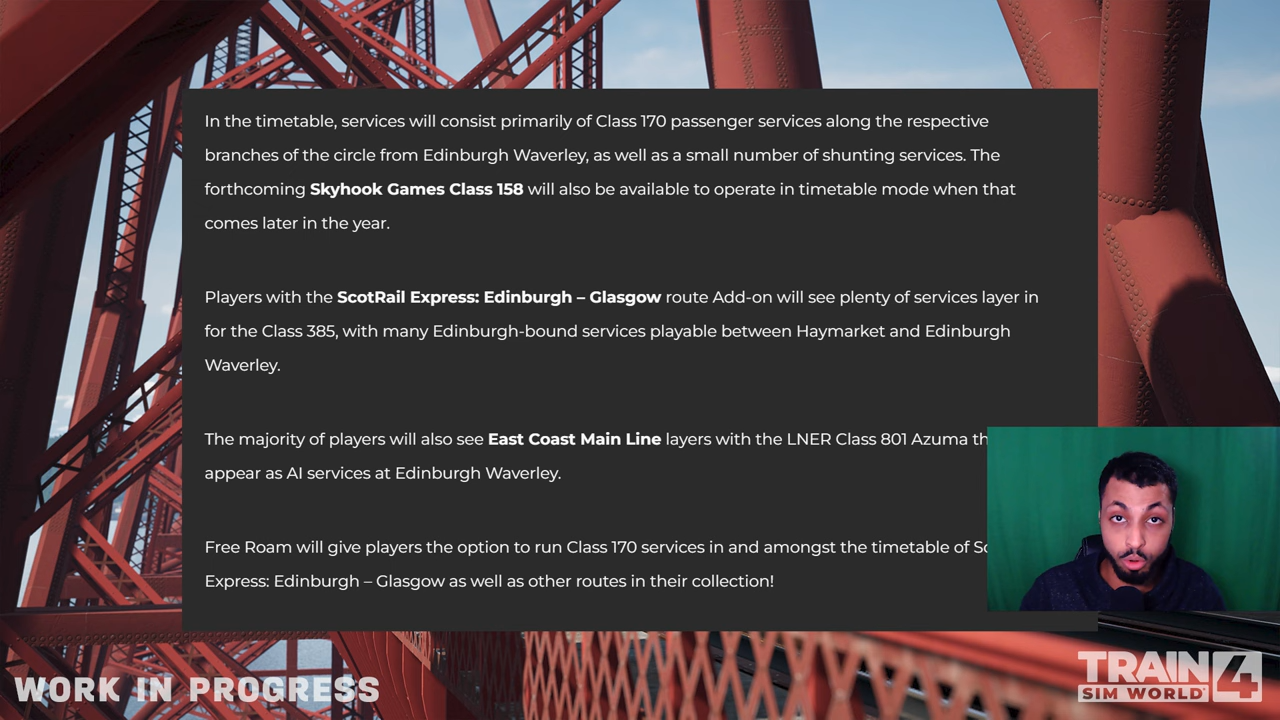 In the timetable, services will consist primarily of Class 170 passenger services along the respective
branches of the circle from Edinburgh Waverley, as well as a small number of shunting services. The
forthcoming Skyhook Games Class 158 will also be available to operate in timetable mode when that
comes later in the year.
Players with the ScotRail Express: Edinburgh – Glasgow route Add-on will see plenty of services layer in
for the Class 385, with many Edinburgh-bound services playable between Haymarket and Edinburgh
Waverley.
The majority of players will also see East Coast Main Line layers with the LNER Class 801 Azuma
appear as AI services at Edinburgh Waverley.
Free Roam will give players the option to run Class 170 services in and amongst the timetable of
Express: Edinburgh – Glasgow as well as other routes in their collection!
WORK IN PROGRESS
TRAIN
SIM WORLD 4